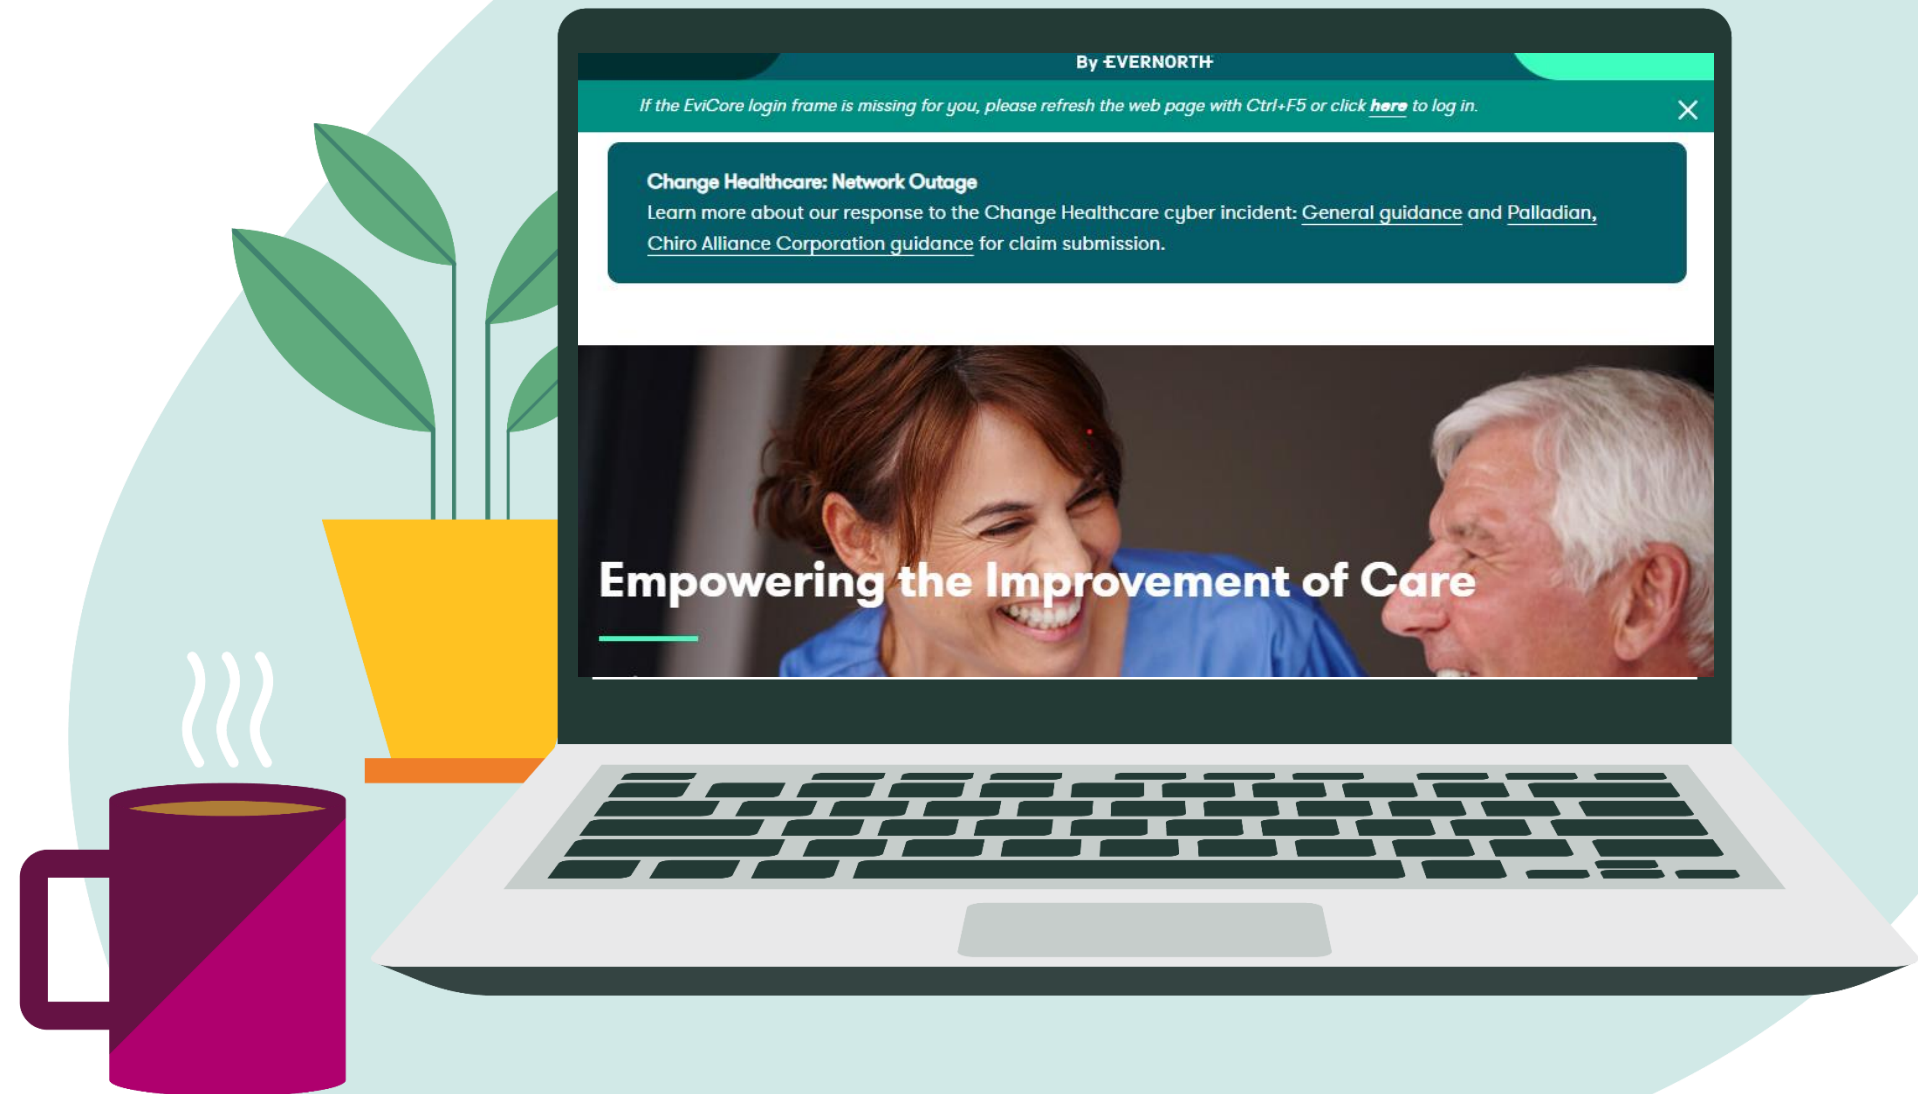 By EVERNORTH
If the EviCore login frame is missing for you, please refresh the web page with Ctrl+F5 or click here to log in.
Change Healthcare: Network Outage
Learn more about our response to the Change Healthcare cyber incident: General guidance and Palladian,
Chiro Alliance Corporation guidance for claim submission.
Empowering the Improvement of Care